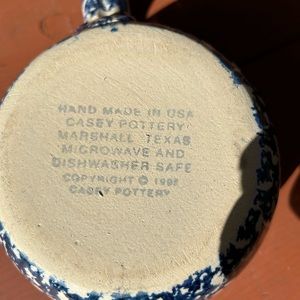 HAND MADE IN USA
CASEY POTTERY
MARSHALL TEXAS
MICROWAVE AND
DISHWASHER SAFE
COPYRIGHT ©
CASEY POTTERY